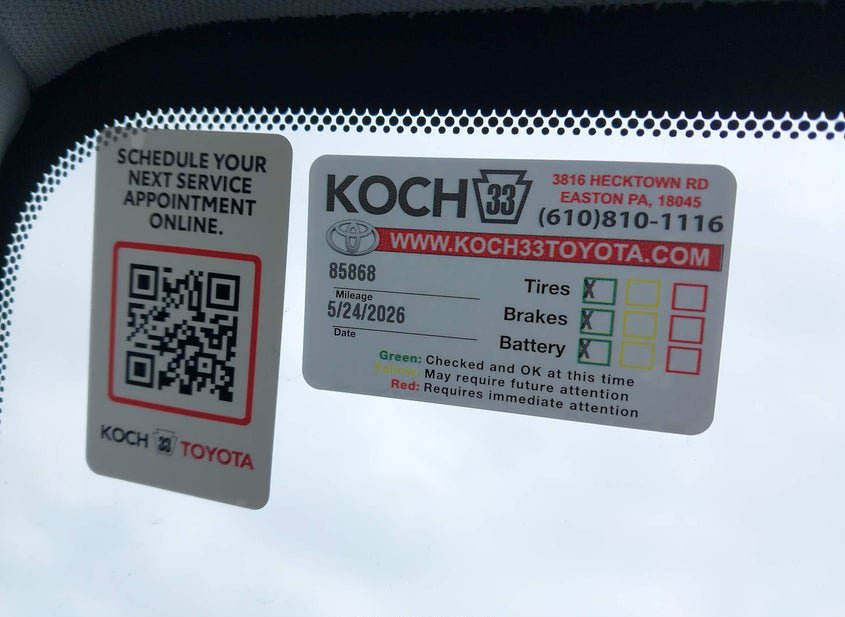 SCHEDULE YOUR
NEXT SERVICE
APPOINTMENT
ONLINE.
KOCH 33 TOYOTA
KOCH 33
3816 HECKTOWN RD
EASTON PA, 18045
(610)810-1116
WWW.KOCH33TOYOTA.COM
85868
Mileage
5/24/2026
Date
Tires X
Brakes X
Battery X
Green: Checked and OK at this time
Yellow: May require future attention
Red: Requires immediate attention